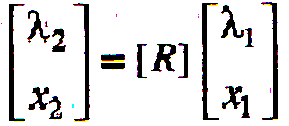 λ₂ = [R] λ₁
x₂ x₁